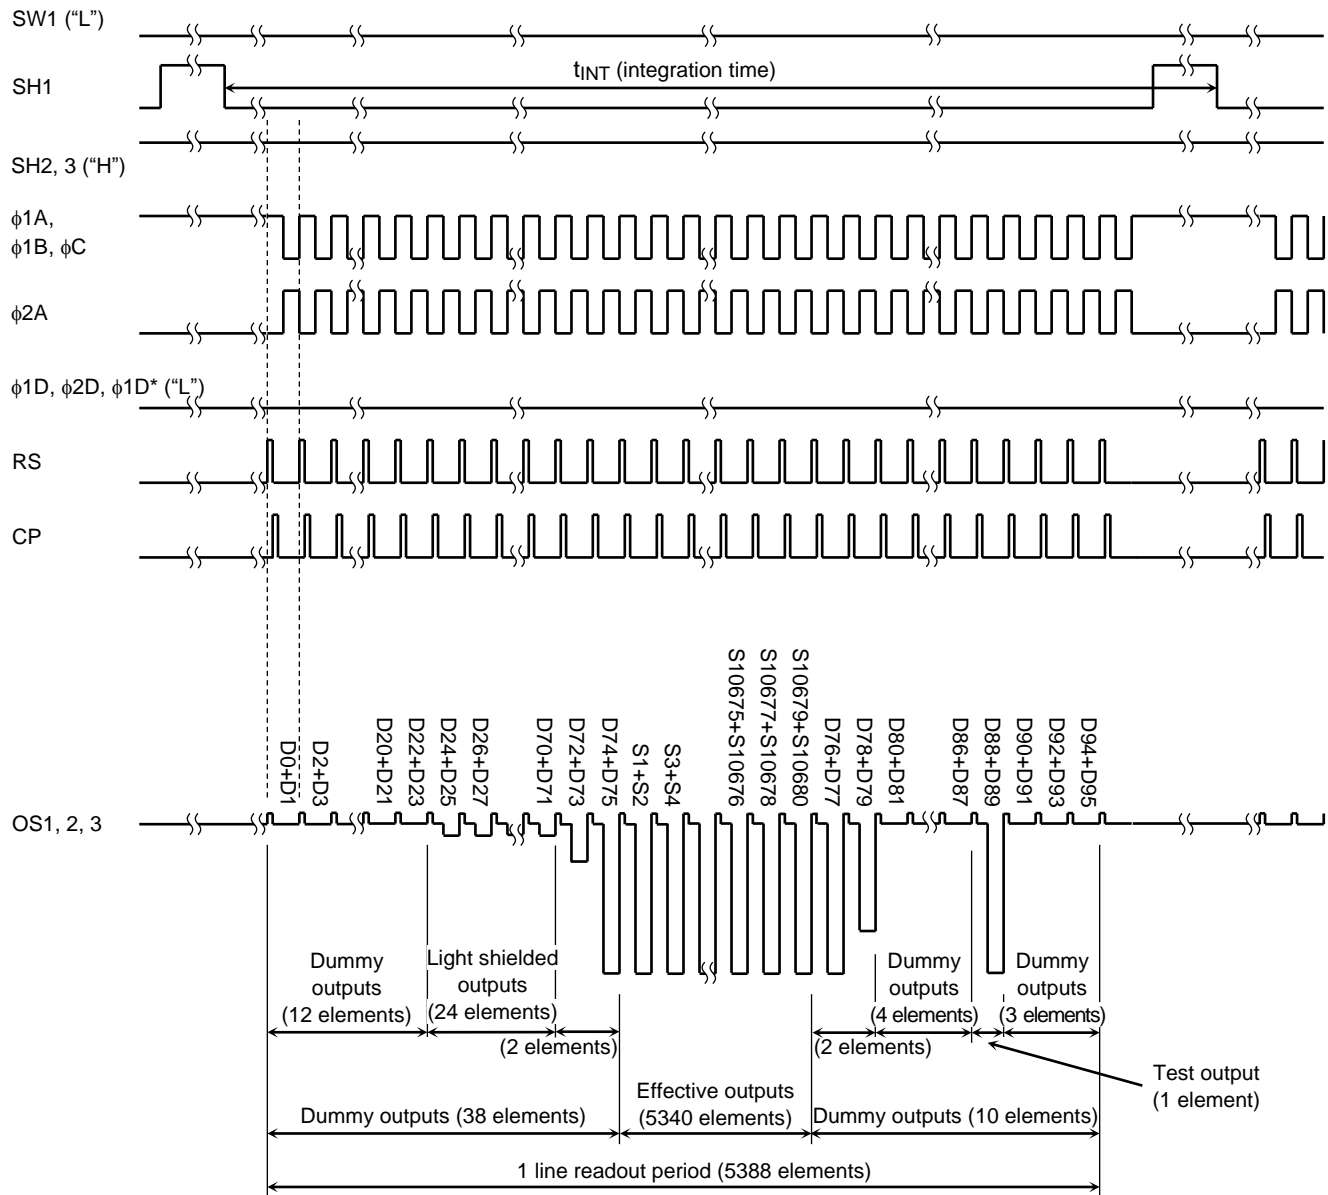 SW1 (“L”)
tINT (integration time)
SH1
SH2, 3 (“H”)
ϕ1A,
ϕ1B, ϕC
ϕ2A
ϕ1D, ϕ2D, ϕ1D* (“L”)
RS
CP
D0+D1
D2+D3
D20+D21
D22+D23
D24+D25
D26+D27
D70+D71
D72+D73
D74+D75
S1+S2
S3+S4
S10675+S10676
S10677+S10678
S10679+S10680
D76+D77
D78+D79
D80+D81
D86+D87
D88+D89
D90+D91
D92+D93
D94+D95
OS1, 2, 3
Dummy
outputs
(12 elements)
Light shielded
outputs
(24 elements)
(2 elements)
(2 elements)
Dummy
outputs
(4 elements)
Dummy
outputs
(3 elements)
Test output
(1 element)
Dummy outputs (38 elements)
Effective outputs
(5340 elements)
Dummy outputs (10 elements)
1 line readout period (5388 elements)